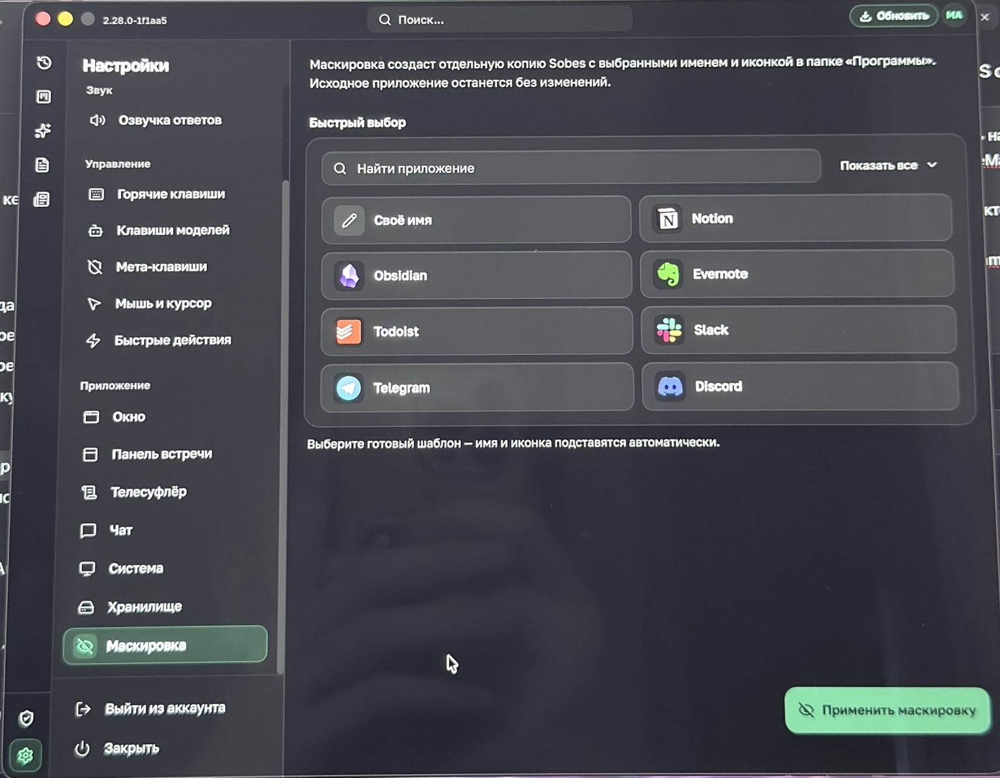 2.28.0-1f1aa5
Поиск...
Обновить
MA
Настройки
Звук
Озвучка ответов
Управление
Горячие клавиши
Клавиши моделей
Мета-клавиши
Мышь и курсор
Быстрые действия
Приложение
Окно
Панель встречи
Телесуфлёр
Чат
Система
Хранилище
Маскировка
Выйти из аккаунта
Закрыть
Маскировка создаст отдельную копию Sobes с выбранными именем и иконкой в папке «Программы».
Исходное приложение останется без изменений.
Быстрый выбор
Найти приложение
Показать все
Своё имя
Notion
Obsidian
Evernote
Todoist
Slack
Telegram
Discord
Выберите готовый шаблон — имя и иконка подставятся автоматически.
Применить маскировку